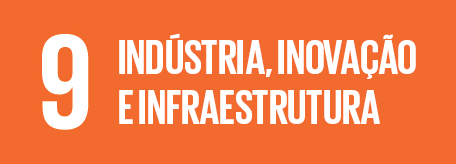 9
INDÚSTRIA, INOVAÇÃO
E INFRAESTRUTURA